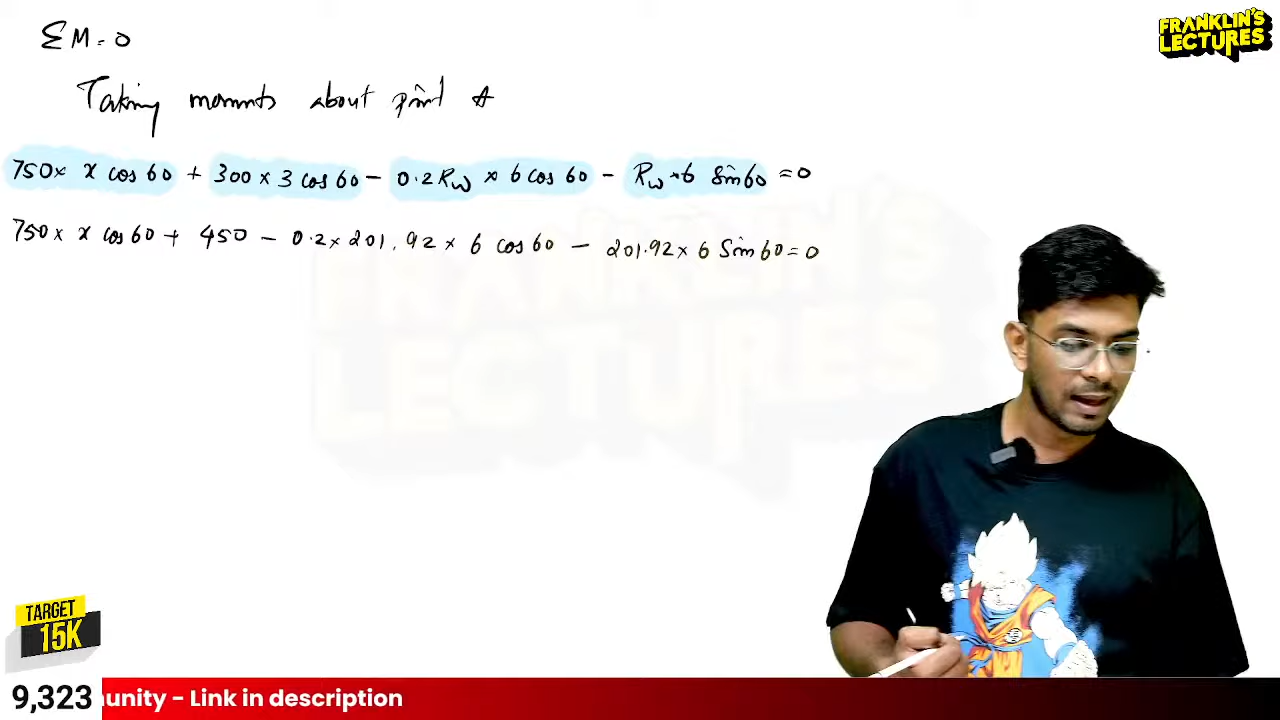 ΣM = 0
FRANKLIN'S
LECTURES
Taking moments about point A
750 × x cos 60 + 300 × 3 cos 60 - 0.2 Rw × 6 cos 60 - Rw × 6 Sin 60 = 0
750 × x cos 60 + 450 - 0.2 × 201.92 × 6 cos 60 - 201.92 × 6 Sin 60 = 0
FRANKLIN'S
LECTURES
TARGET
15K
9,323 unity - Link in description